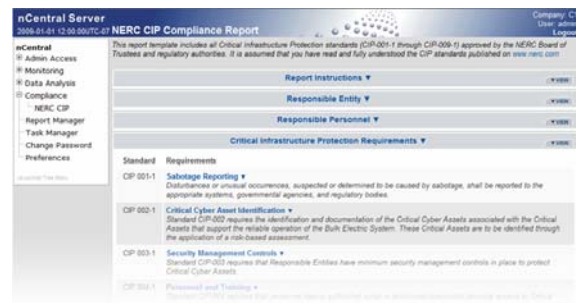 nCentral Server
2009-01-01 12:00:00UTC-07
NERC CIP Compliance Report
Company:
User:
Logout
nCentral
Admin Access
Monitoring
Data Analysis
Compliance
NERC CIP
Report Manager
Task Manager
Change Password
Preferences
This report template includes all Critical Infrastructure Protection standards (CIP-001-1 through CIP-009-1) approved by the NERC Board of
Trustees and regulatory authorities. It is assumed that you have read and fully understood the CIP standards published on www.nerc.com
Report Instructions ▼
▼VIEW
Responsible Entity ▼
▼VIEW
Responsible Personnel ▼
▼VIEW
Critical Infrastructure Protection Requirements ▼
▼VIEW
Standard Requirements
CIP 001-1 Sabotage Reporting ▼
Disturbances or unusual occurrences, suspected or determined to be caused by sabotage, shall be reported to the
appropriate systems, governmental agencies, and regulatory bodies.
CIP 002-1 Critical Cyber Asset Identification ▼
Standard CIP-002 requires the identification and documentation of the Critical Cyber Assets associated with the Critical
Assets that support the reliable operation of the Bulk Electric System. These Critical Assets are to be identified through
the application of a risk-based assessment.
CIP 003-1 Security Management Controls ▼
Standard CIP-003 requires that Responsible Entities have minimum security management controls in place to protect
Critical Cyber Assets
CIP 004-1 Personnel and Training ▼